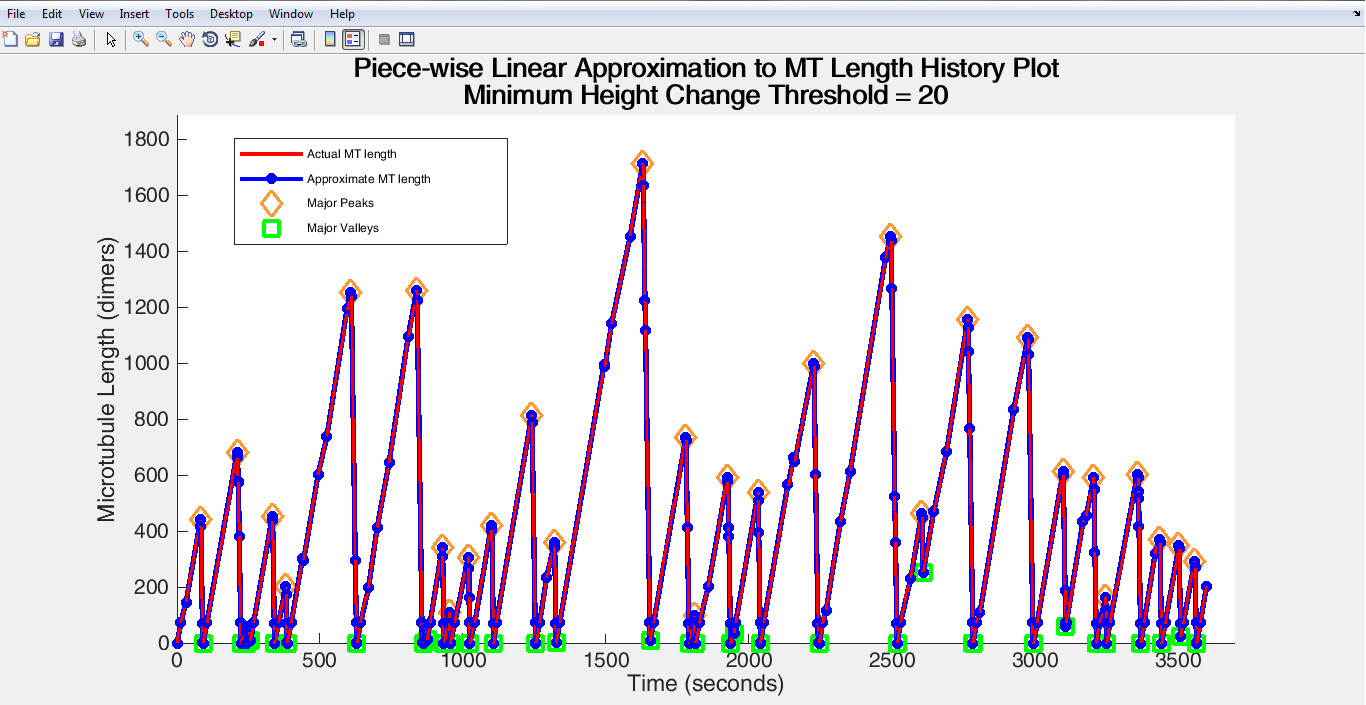 File Edit View Insert Tools Desktop Window Help
Piece-wise Linear Approximation to MT Length History Plot
Minimum Height Change Threshold = 20
Actual MT length
Approximate MT length
Major Peaks
Major Valleys
Microtubule Length (dimers)
1800
1600
1400
1200
1000
800
600
400
200
0
0 500 1000 1500 2000 2500 3000 3500
Time (seconds)